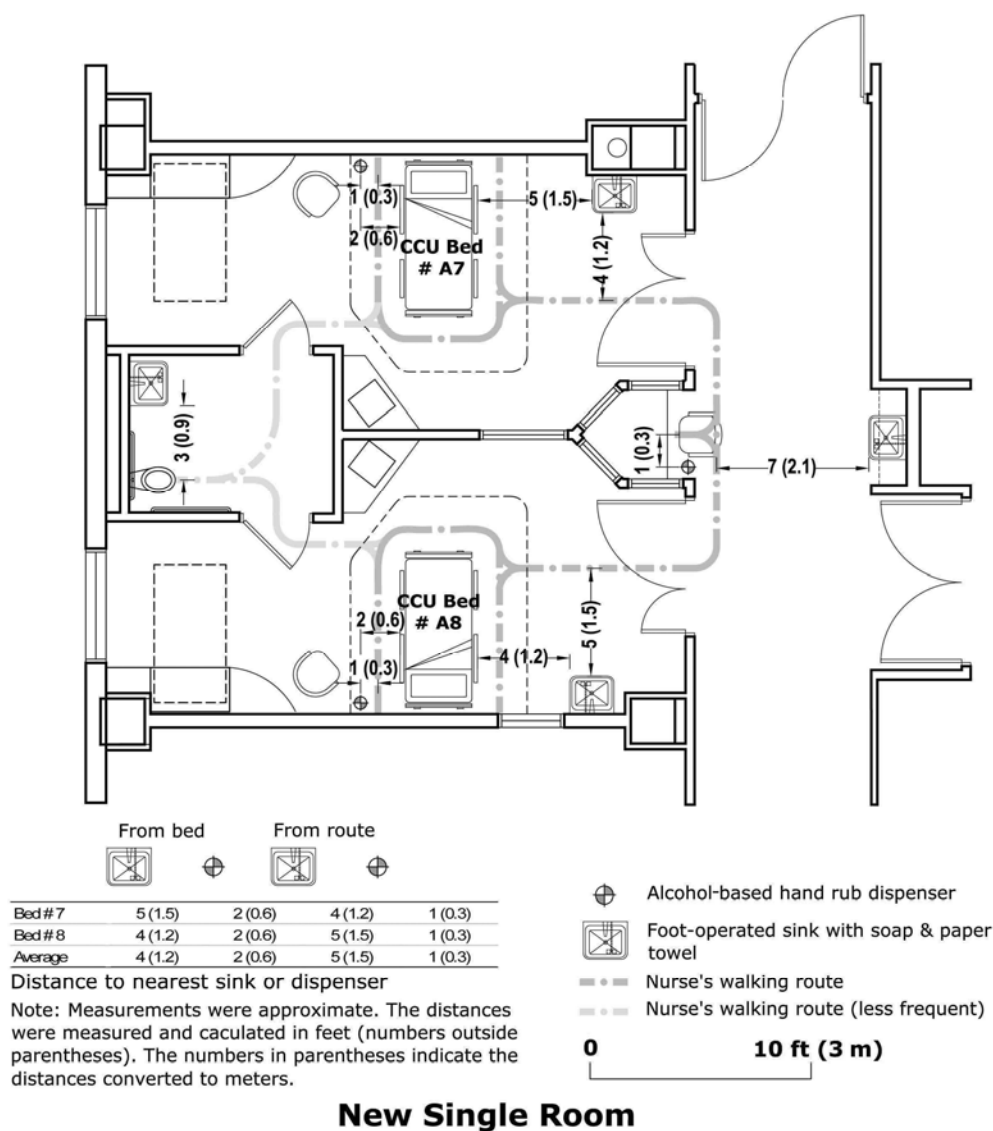 1 (0.3)
5 (1.5)
2 (0.6)
CCU Bed
# A7
4 (1.2)
3 (0.9)
1 (0.3)
7 (2.1)
CCU Bed
# A8
2 (0.6)
5 (1.5)
4 (1.2)
1 (0.3)
From bed From route
Bed # 7 5 (1.5) 2 (0.6) 4 (1.2) 1 (0.3)
Bed # 8 4 (1.2) 2 (0.6) 5 (1.5) 1 (0.3)
Average 4 (1.2) 2 (0.6) 5 (1.5) 1 (0.3)
Distance to nearest sink or dispenser
Note: Measurements were approximate. The distances
were measured and caculated in feet (numbers outside
parentheses). The numbers in parentheses indicate the
distances converted to meters.
Alcohol-based hand rub dispenser
Foot-operated sink with soap & paper
towel
Nurse's walking route
Nurse's walking route (less frequent)
0 10 ft (3 m)
New Single Room